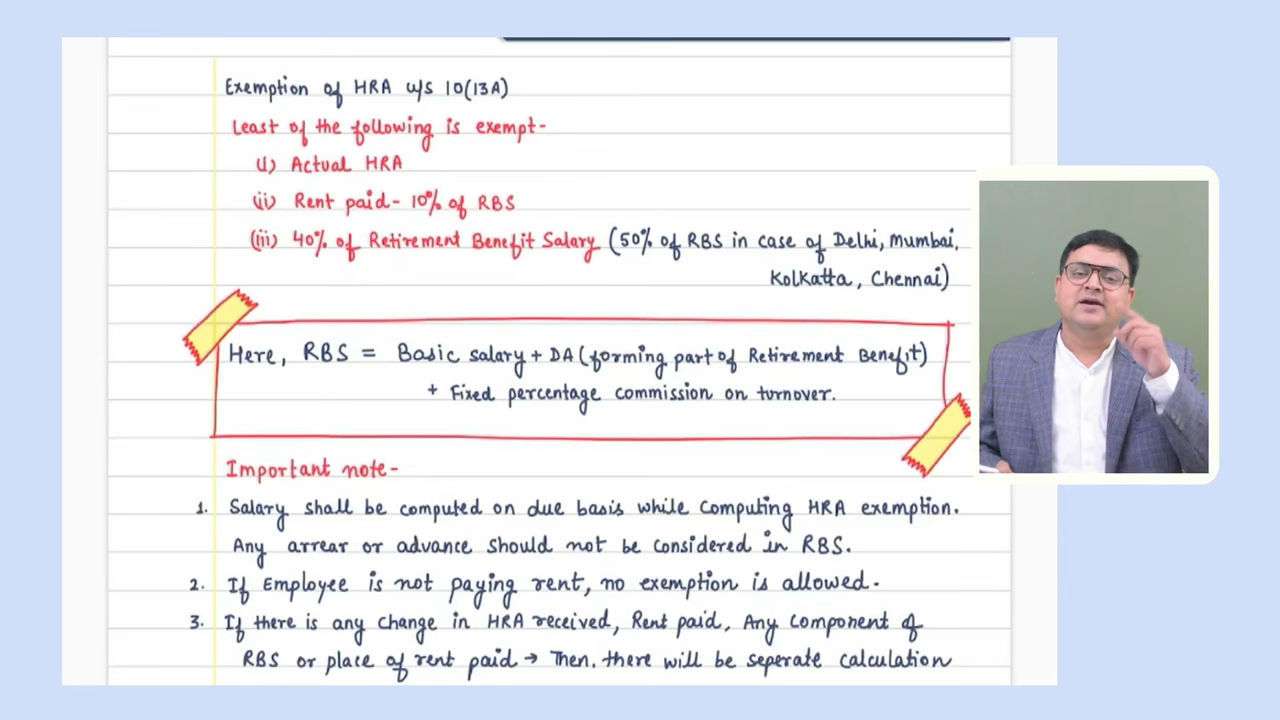 Exemption of HRA u/s 10(13A)
Least of the following is exempt-
(i) Actual HRA
(ii) Rent paid- 10% of RBS
(iii) 40% of Retirement Benefit Salary (50% of RBS in case of Delhi, Mumbai,
Kolkatta, Chennai)
Here, RBS = Basic salary + DA (forming part of Retirement Benefit)
+ Fixed percentage commission on turnover.
Important note-
1. Salary shall be computed on due basis while computing HRA exemption.
Any arrear or advance should not be considered in RBS.
2. If Employee is not paying rent, no exemption is allowed.
3. If there is any change in HRA received, Rent paid, Any component of
RBS or place of rent paid → Then, there will be seperate calculation